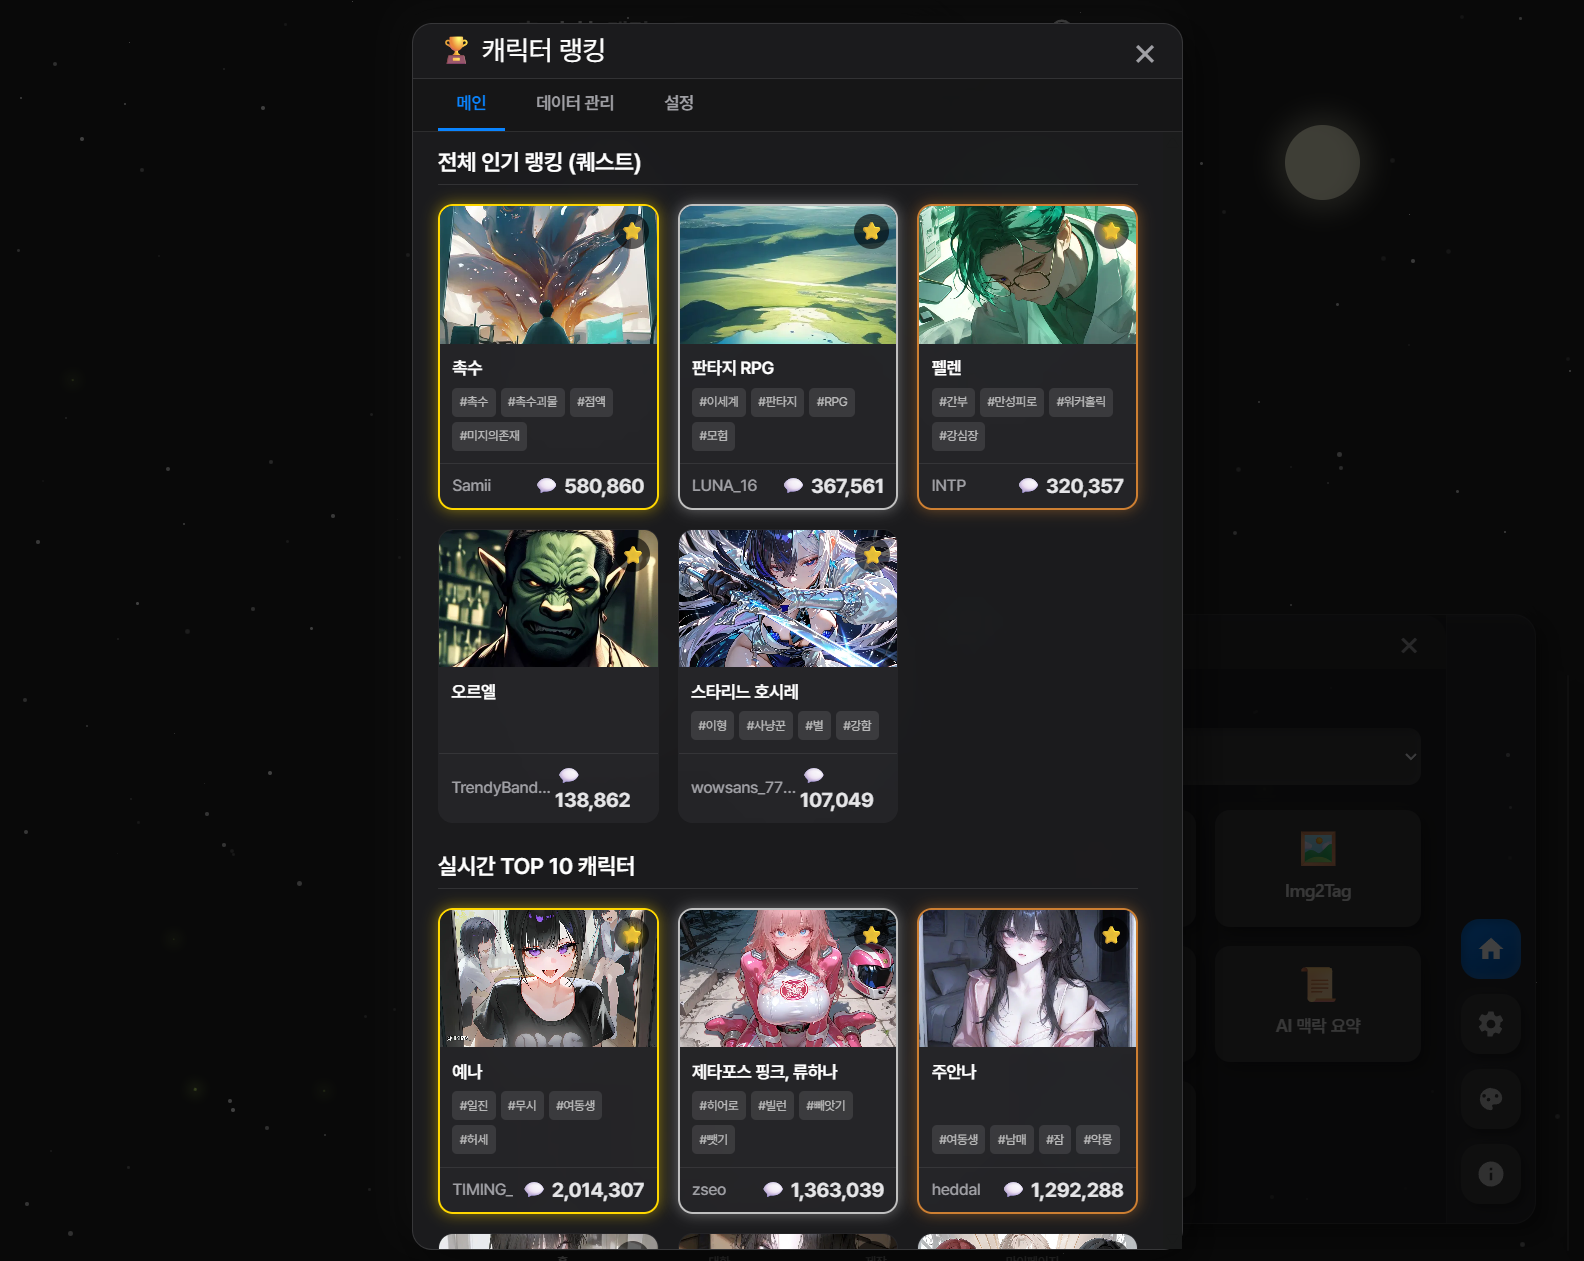 캐릭터 랭킹
메인
데이터 관리
설정
전체 인기 랭킹 (퀘스트)
촉수
#촉수 #촉수괴물 #점액
#미지의존재
Samii 580,860
판타지 RPG
#이세계 #판타지 #RPG
#모험
LUNA_16 367,561
펠렌
#간부 #만성피로 #워커홀릭
#강심장
INTP 320,357
오르엘
TrendyBand...
138,862
스타리느 호시레
#이형 #사냥꾼 #별 #강함
wowsans_77...
107,049
실시간 TOP 10 캐릭터
예나
#일진 #무시 #여동생
#허세
TIMING_ 2,014,307
제타포스 핑크, 류하나
#히어로 #빌런 #빼앗기
#뺏기
zseo 1,363,039
주안나
#여동생 #남매 #잠 #악몽
heddal 1,292,288
Img2Tag
AI 맥락 요약